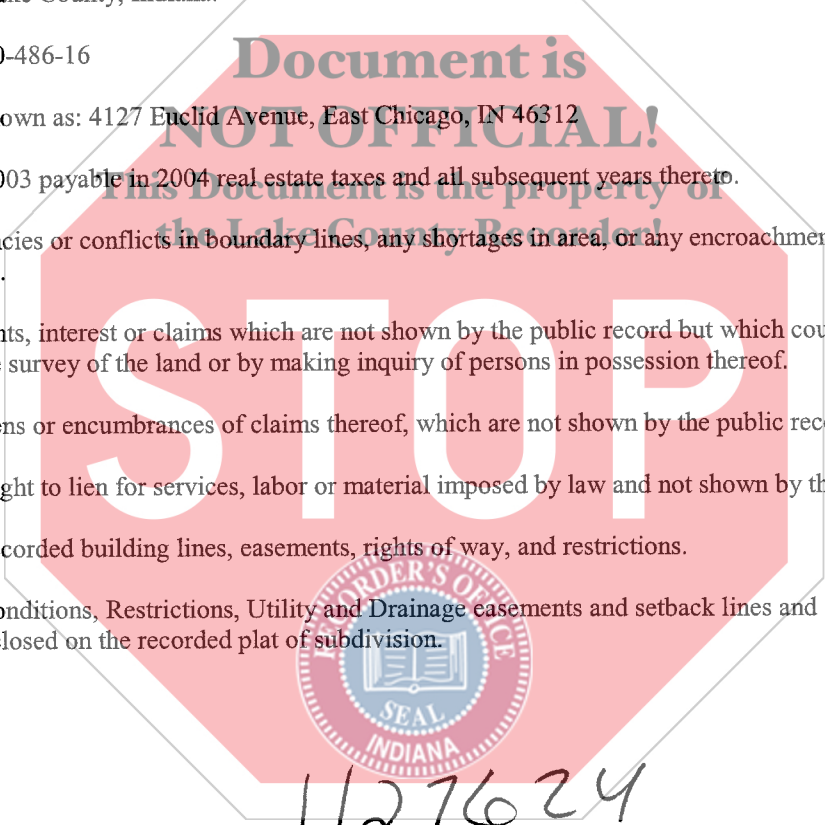 County, Indiana.
0-486-16
own as: 4127 Euclid Avenue, East Chicago, IN 46312
003 payable in 2004 real estate taxes and all subsequent years thereto.
cies or conflicts in boundary lines, any shortages in area, or any encroachmen
.
nts, interest or claims which are not shown by the public record but which cou
survey of the land or by making inquiry of persons in possession thereof.
ens or encumbrances of claims thereof, which are not shown by the public reco
ght to lien for services, labor or material imposed by law and not shown by th
corded building lines, easements, rights of way, and restrictions.
onditions, Restrictions, Utility and Drainage easements and setback lines and
closed on the recorded plat of subdivision.
Document is
NOT OFFICIAL!
This Document is the property of
the Lake County Recorder!
STOP
RECORDER'S OFFICE
SEAL
INDIANA
1127624